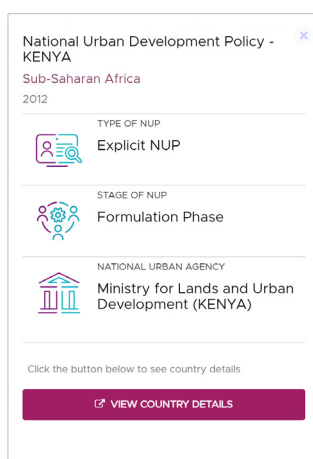 National Urban Development Policy -
KENYA
Sub-Saharan Africa
2012
TYPE OF NUP
Explicit NUP
STAGE OF NUP
Formulation Phase
NATIONAL URBAN AGENCY
Ministry for Lands and Urban
Development (KENYA)
Click the button below to see country details
VIEW COUNTRY DETAILS